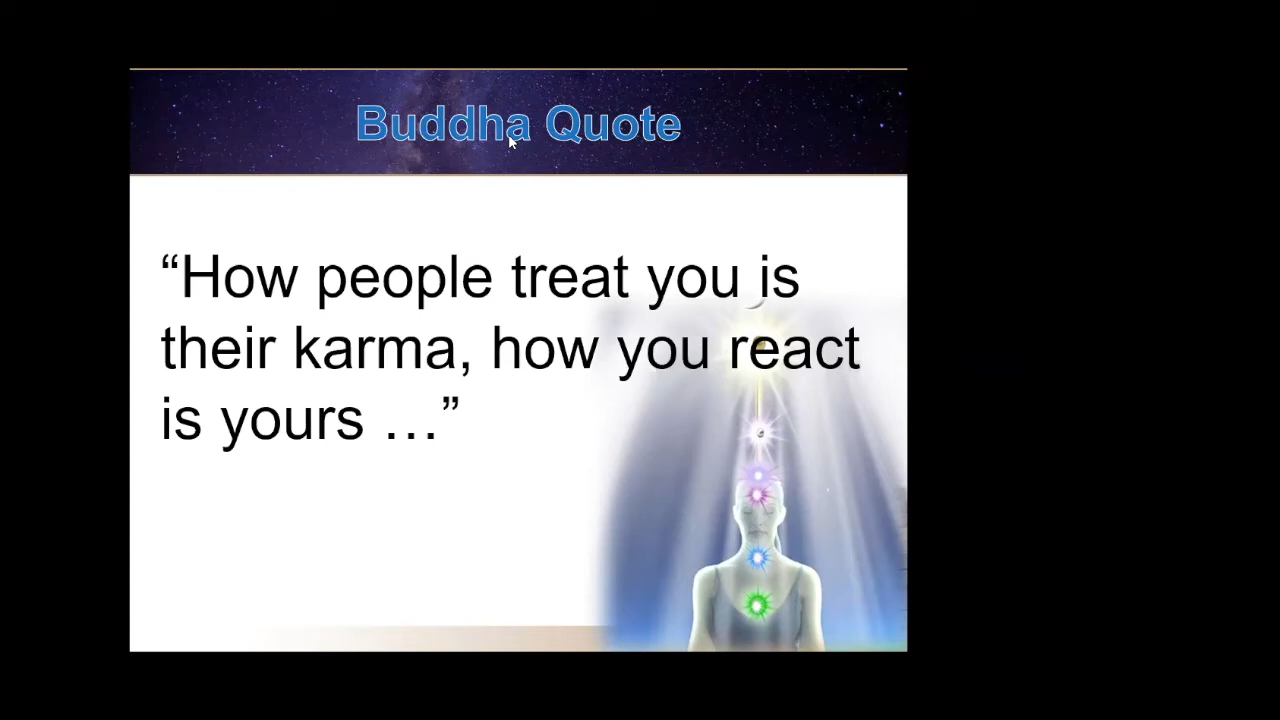 Buddha Quote
“How people treat you is
their karma, how you react
is yours …”